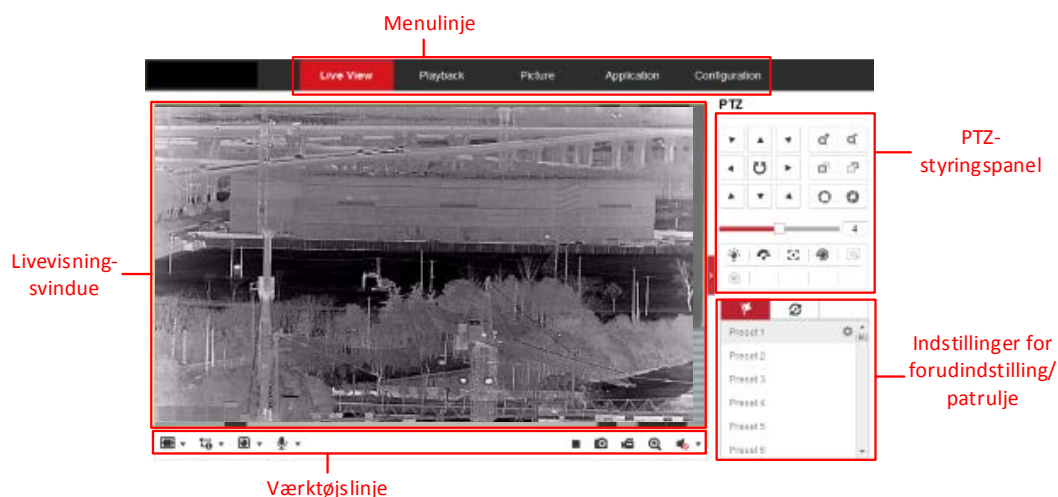 Menulinje
Live View Playback Picture Application Configuration
PTZ
PTZ-
styringspanel
4
Livevisning-
svindue
Preset 1
Preset 2
Preset 3
Preset 4
Preset 5
Preset 6
Indstillinger for
forudindstilling/
patrulje
Værktøjslinje